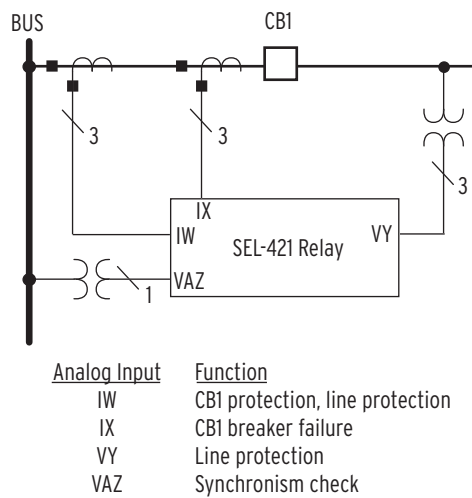 BUS
CB1
3
3
3
IX
IW
VY
SEL-421 Relay
VAZ
1
Analog Input Function
IW CB1 protection, line protection
IX CB1 breaker failure
VY Line protection
VAZ Synchronism check